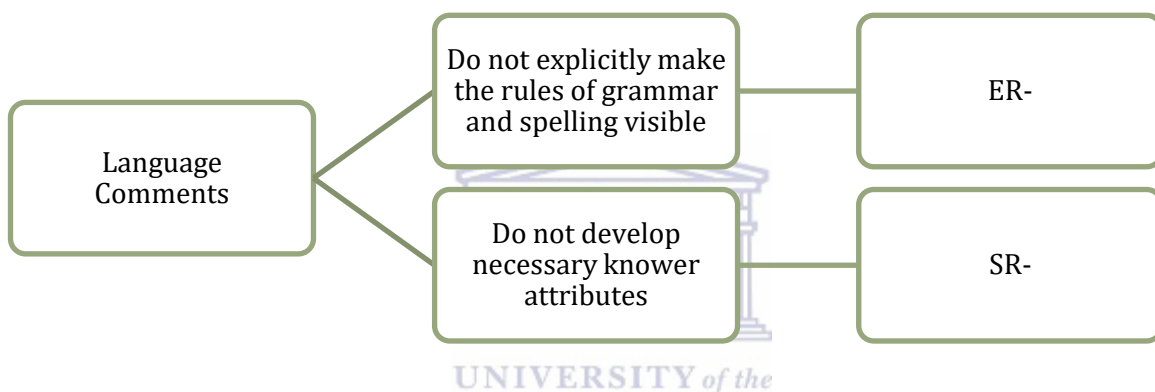 Language
Comments
Do not explicitly make
the rules of grammar
and spelling visible
ER-
Do not develop
necessary knower
attributes
SR-
UNIVERSITY of the